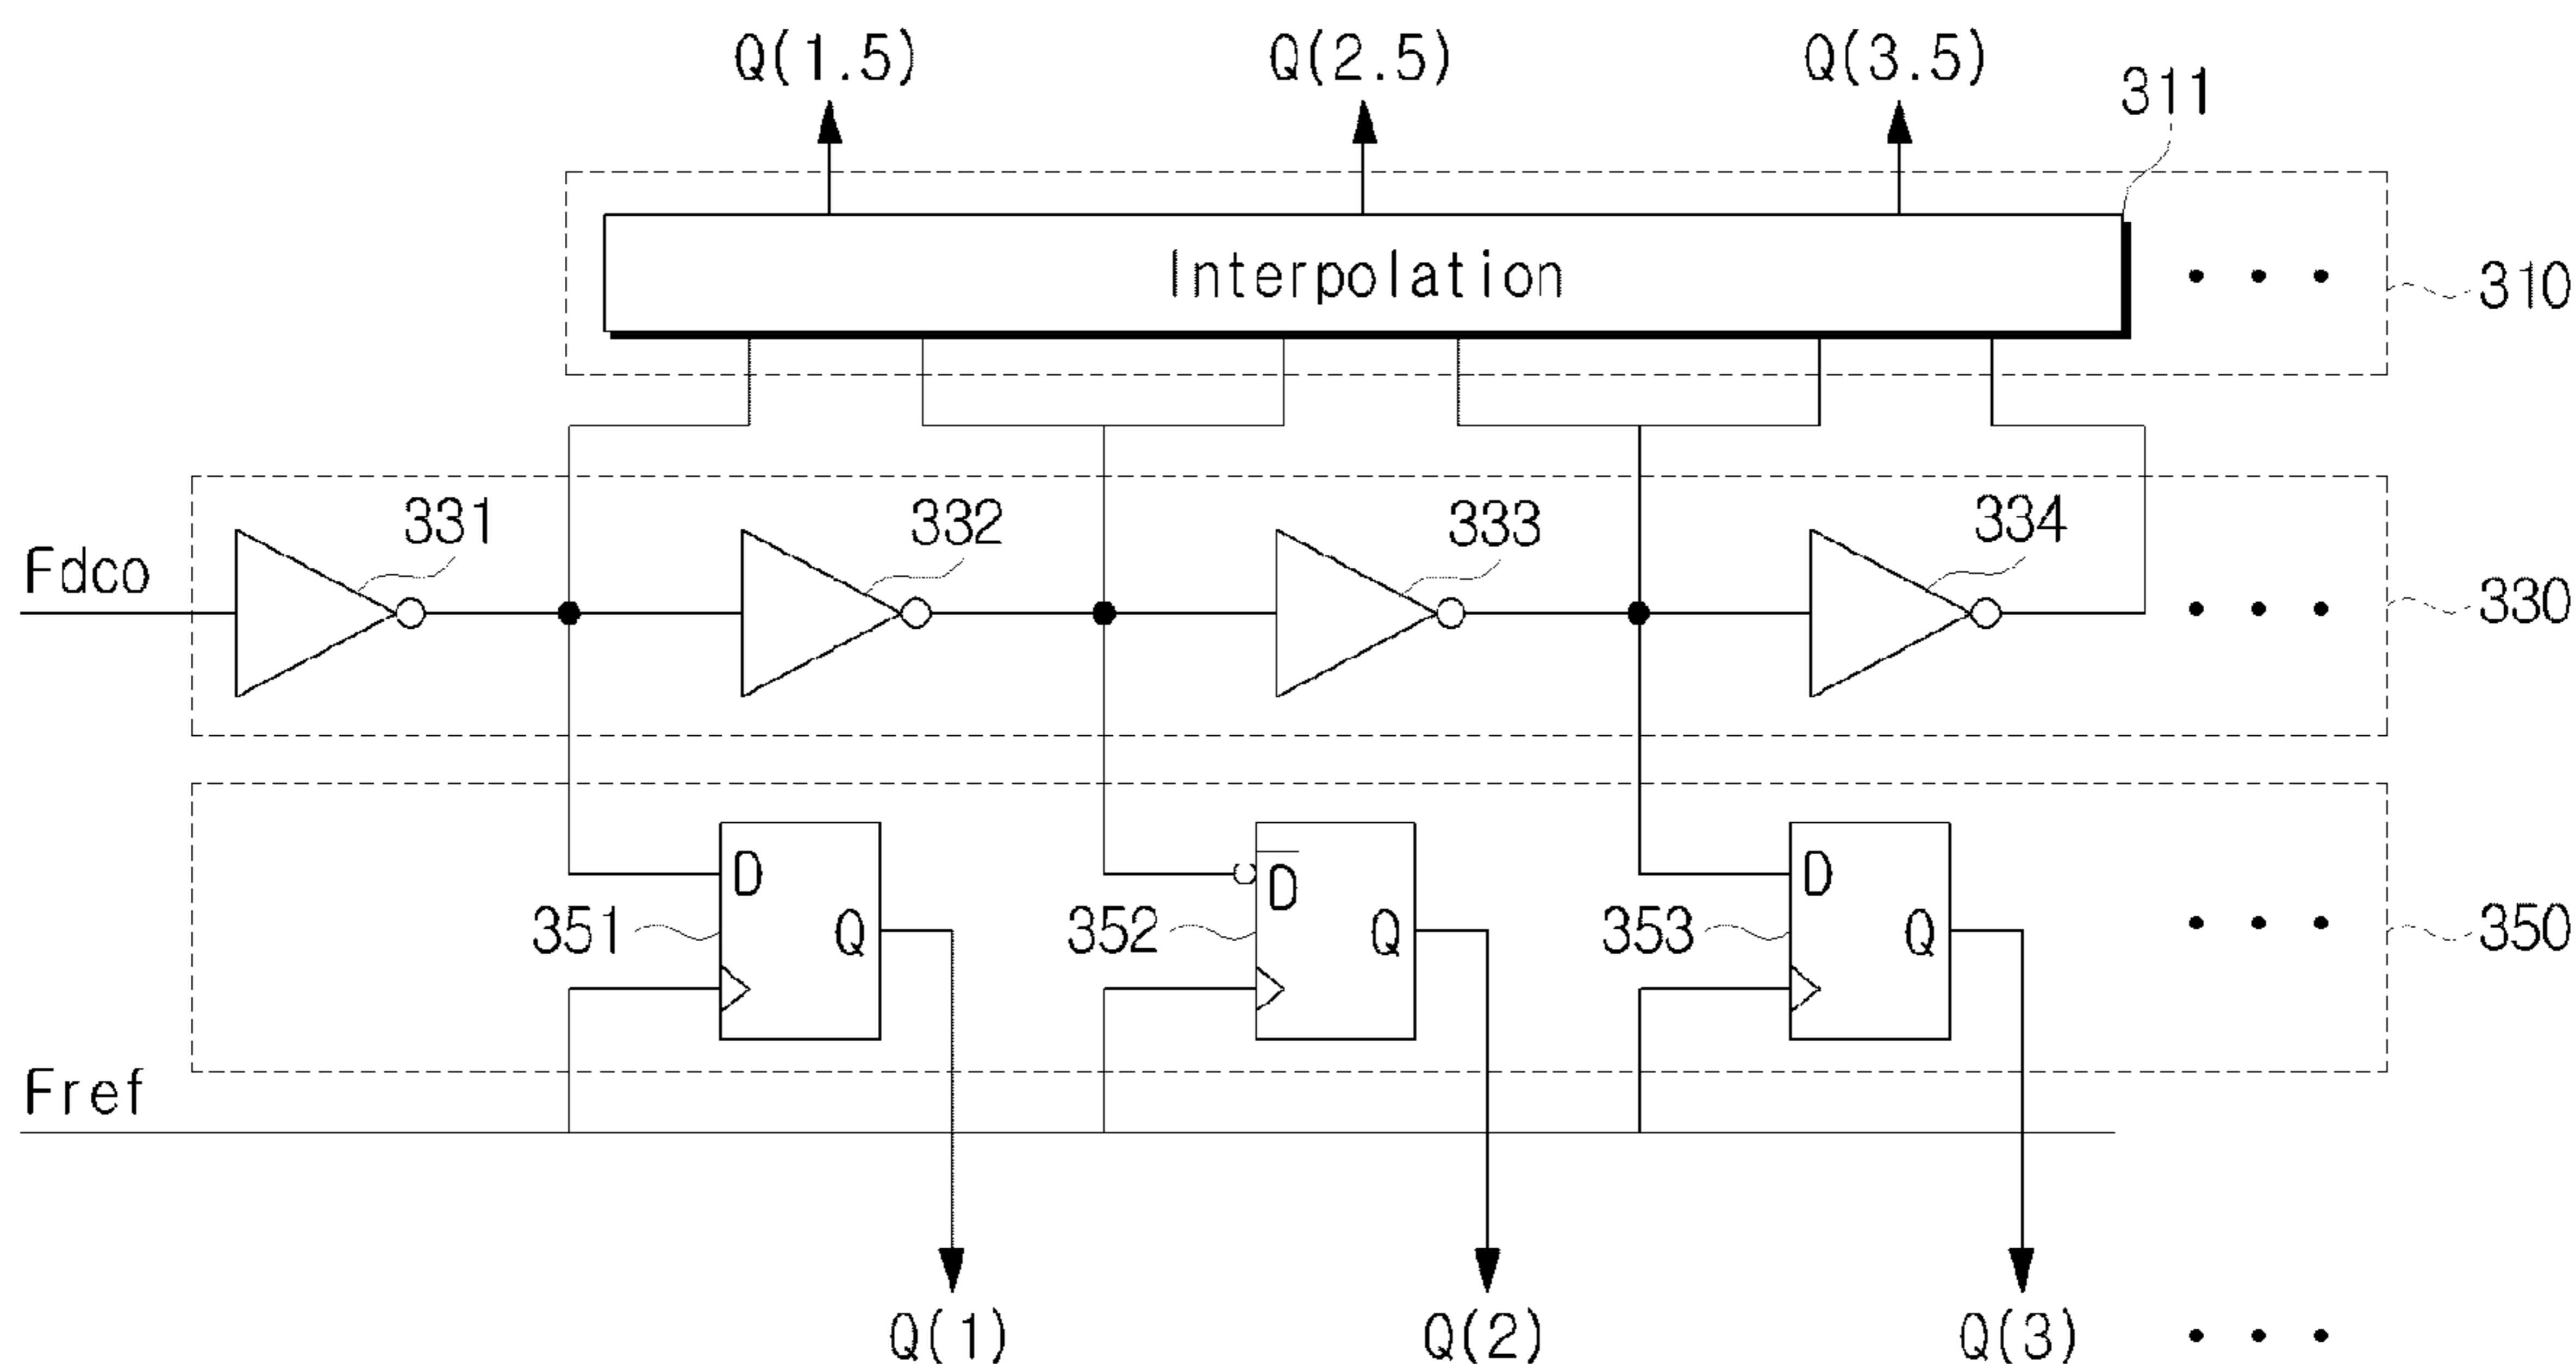 Q(1.5) Q(2.5) Q(3.5)
311
Interpolation
310
331 332 333 334
Fdco
330
D D D
351 Q 352 Q 353 Q
350
Fref
Q(1) Q(2) Q(3)